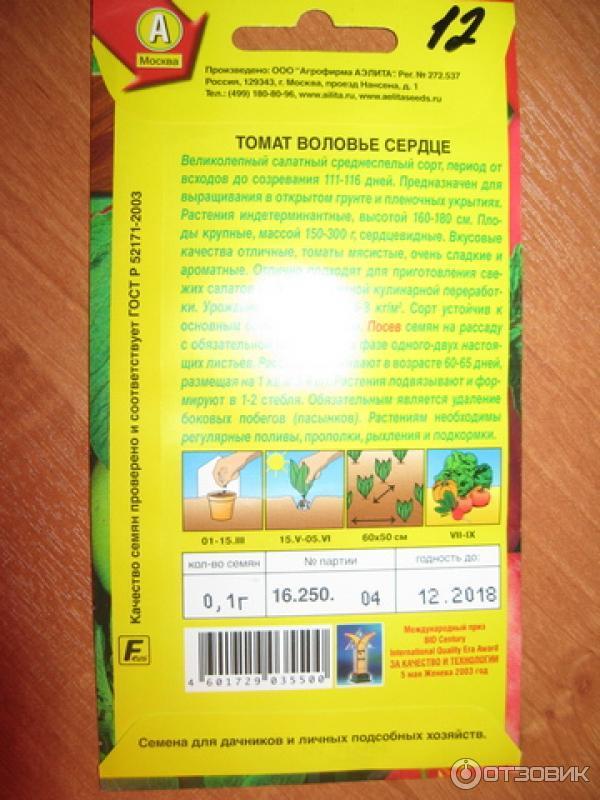 12
А
Москва
Произведено: ООО "Агрофирма АЭЛИТА". Рег. № 272.537
Россия, 129343, г. Москва, проезд Нансена, д. 1
Тел.: (499) 180-80-96, www.ailita.ru, www.aelitaseeds.ru
ТОМАТ ВОЛОВЬЕ СЕРДЦЕ
Великолепный салатный среднеспелый сорт, период от
всходов до созревания 111-116 дней. Предназначен для
выращивания в открытом грунте и пленочных укрытиях.
Растения индетерминантные, высотой 160-180 см. Пло-
ды крупные, массой 150-300 г, сердцевидные. Вкусовые
качества отличные, томаты мясистые, очень сладкие и
ароматные. Отлично подходят для приготовления све-
жих салатов кулинарной переработ-
ки. кг/м². Сорт устойчив к
основным Посев семян на рассаду
с обязательной фазе одного-двух настоя-
щих листьев. в возрасте 60-65 дней,
размещая на 1 Растения подвязывают и фор-
мируют в 1-2 стебля. Обязательным является удаление
боковых побегов (пасынков). Растениям необходимы
регулярные поливы, прополки, рыхления и подкормки.
01-15.III 15.V-05.VI 60х50 см VII-IX
кол-во семян № партии годность до:
0,1г 16.250. 04 12.2018
4 601729 035500
Международный приз
BID Century
International Quality Era Award
ЗА КАЧЕСТВО И ТЕХНОЛОГИИ
5 мая Женева 2003 год
Качество семян проверено и соответствует ГОСТ Р 52171-2003
F
Семена для дачников и личных подсобных хозяйств.
ОТЗОВИК